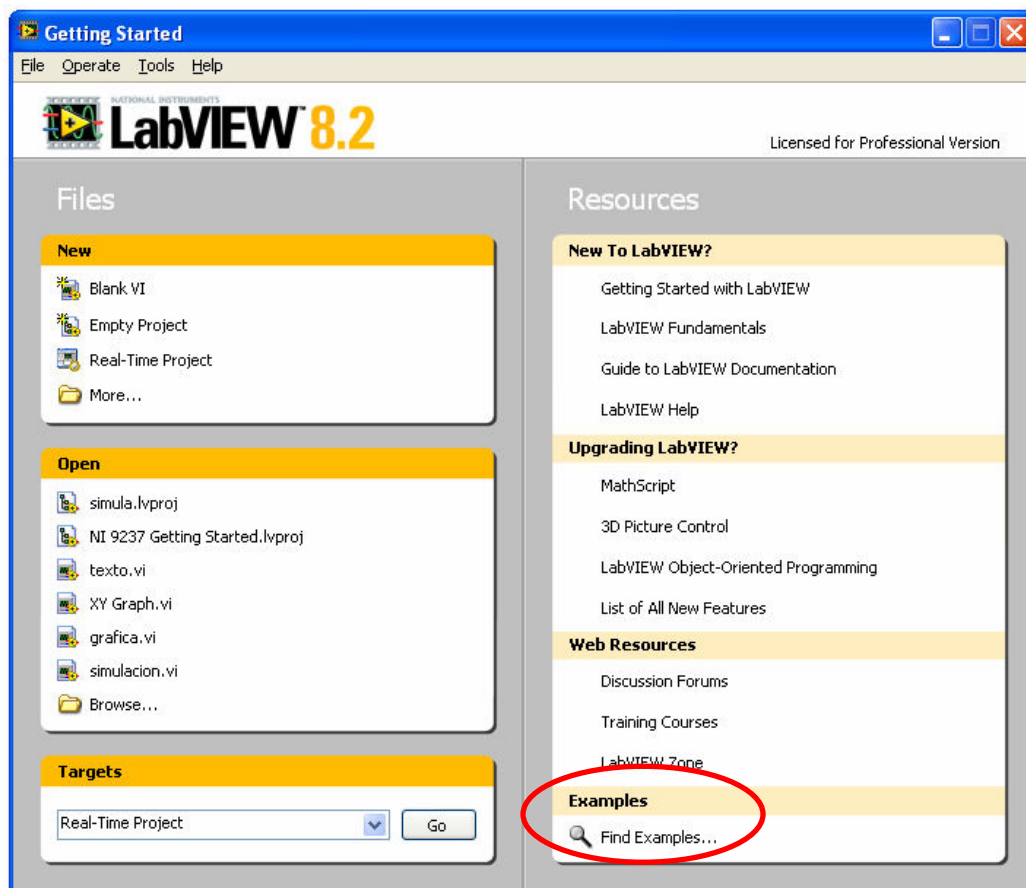 Getting Started
File Operate Tools Help
NATIONAL INSTRUMENTS
LabVIEW™ 8.2
Licensed for Professional Version
Files
New
Blank VI
Empty Project
Real-Time Project
More...
Open
simula.lvproj
NI 9237 Getting Started.lvproj
texto.vi
XY Graph.vi
grafica.vi
simulacion.vi
Browse...
Targets
Real-Time Project Go
Resources
New To LabVIEW?
Getting Started with LabVIEW
LabVIEW Fundamentals
Guide to LabVIEW Documentation
LabVIEW Help
Upgrading LabVIEW?
MathScript
3D Picture Control
LabVIEW Object-Oriented Programming
List of All New Features
Web Resources
Discussion Forums
Training Courses
LabVIEW Zone
Examples
Find Examples...